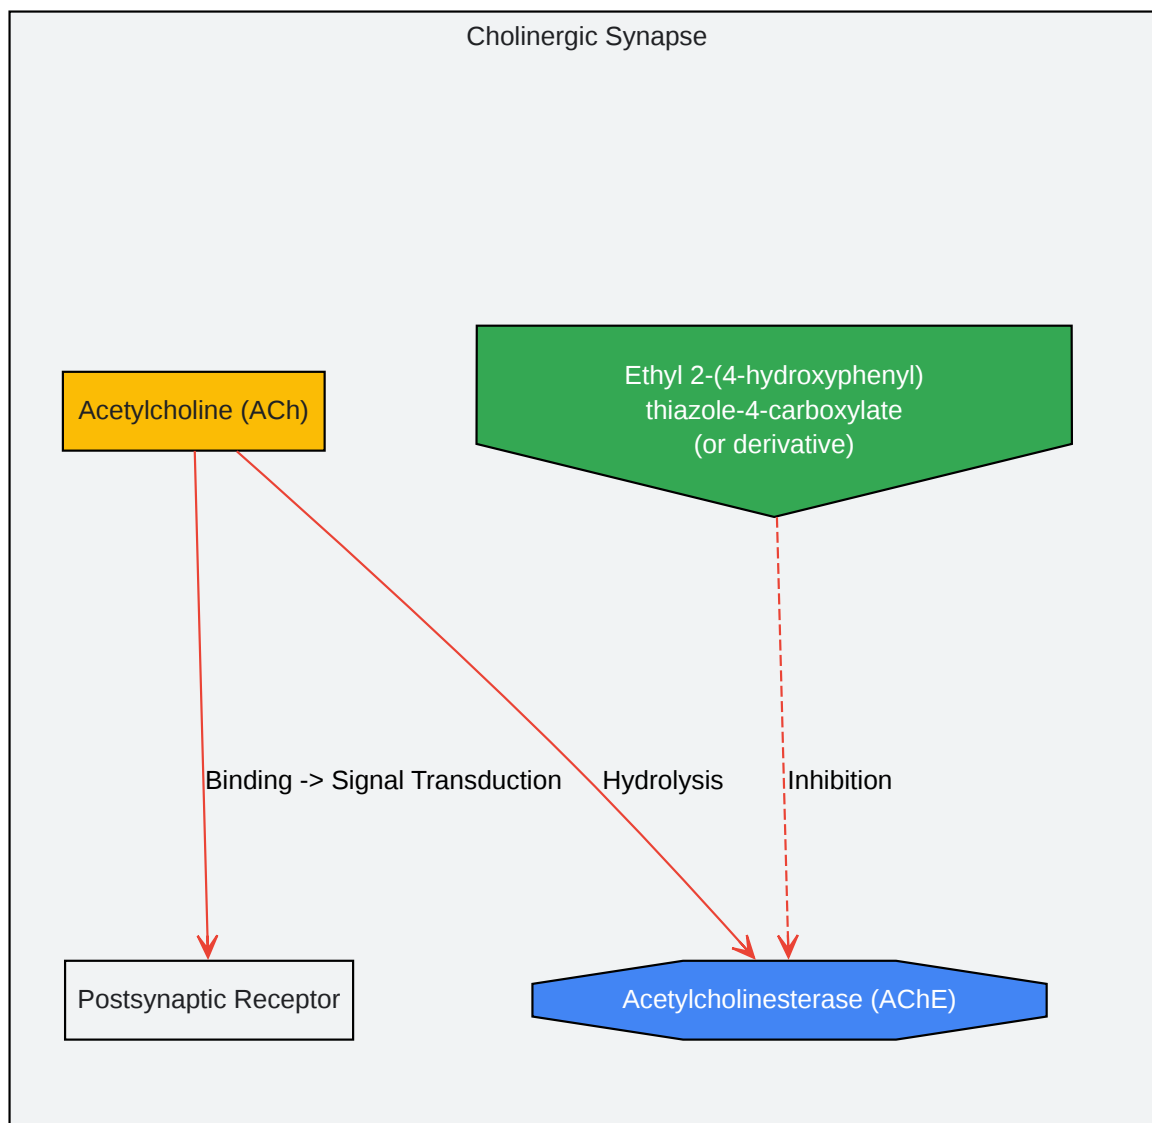 Cholinergic Synapse
Acetylcholine (ACh)
Ethyl 2-(4-hydroxyphenyl)
thiazole-4-carboxylate
(or derivative)
Binding -> Signal Transduction
Hydrolysis
Inhibition
Postsynaptic Receptor
Acetylcholinesterase (AChE)